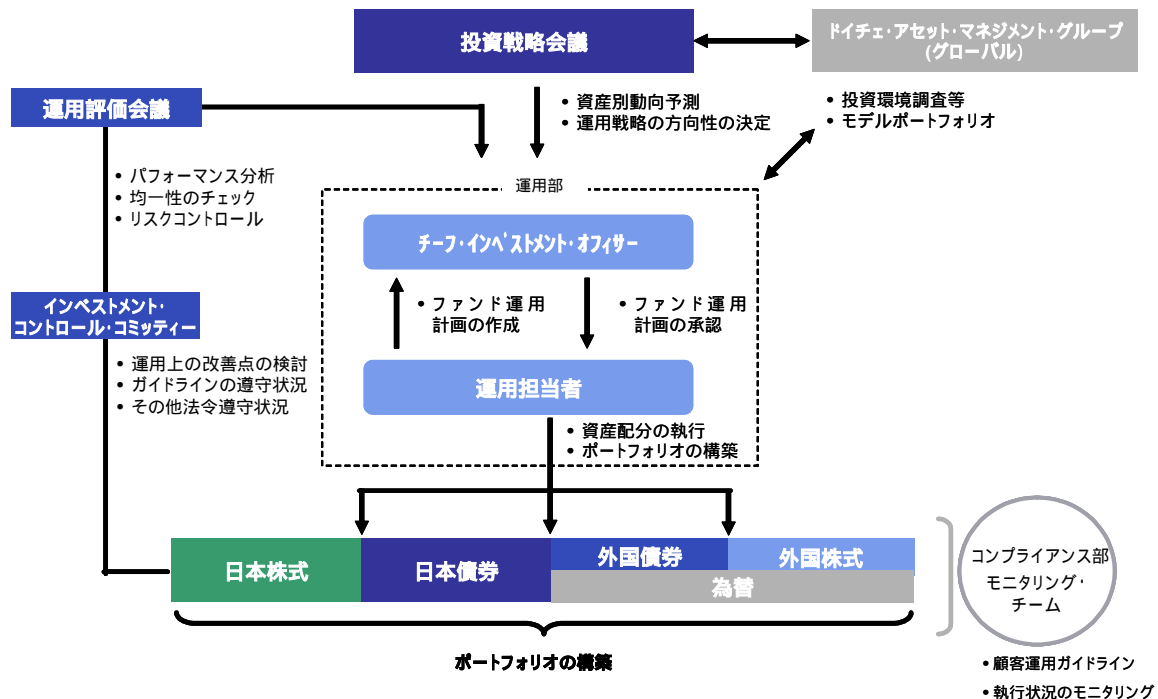 投資戦略会議
ドイチェ･アセット･マネジメント･グループ
(グローバル)
運用評価会議
• 資産別動向予測
• 運用戦略の方向性の決定
• 投資環境調査等
• モデルポートフォリオ
• パフォーマンス分析
• 均一性のチェック
• リスクコントロール
運用部
チーフ･インベストメント･オフィサー
• ファンド運用
計画の作成
• ファンド運用
計画の承認
インベストメント･
コントロール･コミッティー
• 運用上の改善点の検討
• ガイドラインの遵守状況
• その他法令遵守状況
運用担当者
• 資産配分の執行
• ポートフォリオの構築
日本株式
日本債券
外国債券
外国株式
為替
コンプライアンス部
モニタリング･
チーム
ポートフォリオの構築
• 顧客運用ガイドライン
• 執行状況のモニタリング